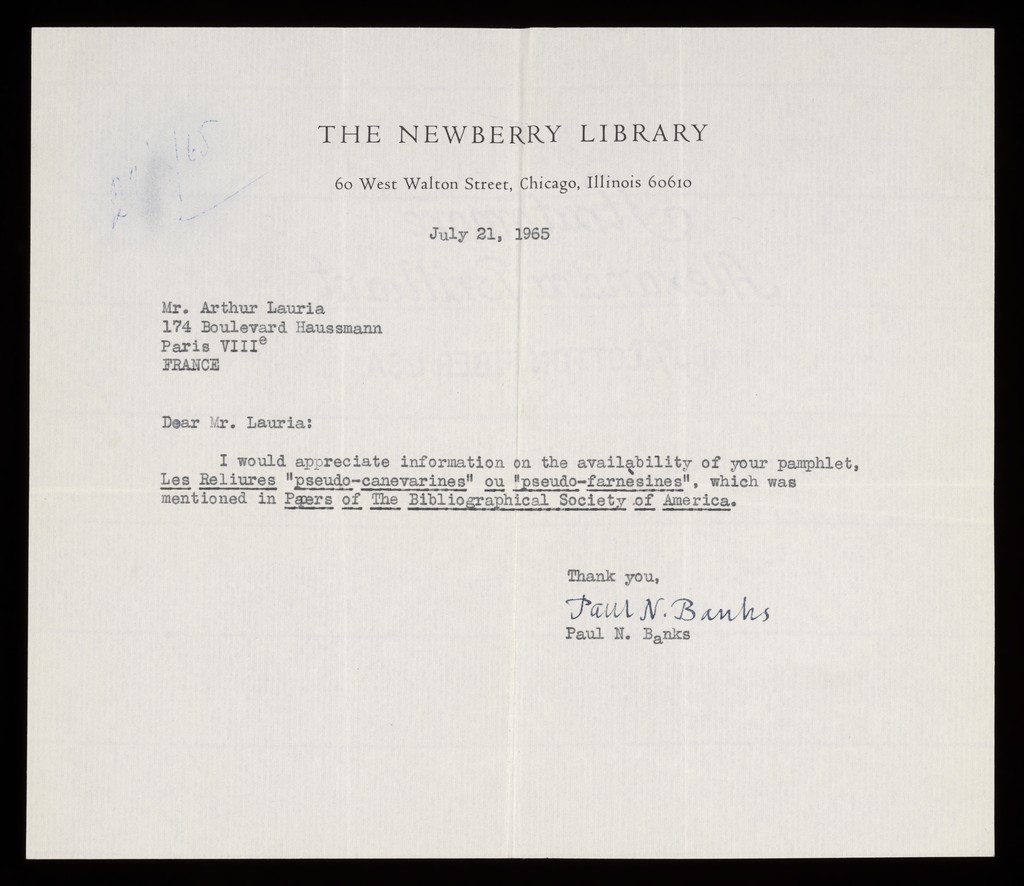 THE NEWBERRY LIBRARY
60 West Walton Street, Chicago, Illinois 60610
July 21, 1965
Mr. Arthur Lauria
174 Boulevard Haussmann
Paris VIIIe
FRANCE
Dear Mr. Lauria:
I would appreciate information on the availability of your pamphlet,
Les Reliures "pseudo-canevarines" ou "pseudo-farnesines", which was
mentioned in Papers of The Bibliographical Society of America.
Thank you,
Paul N. Banks
Paul N. Banks